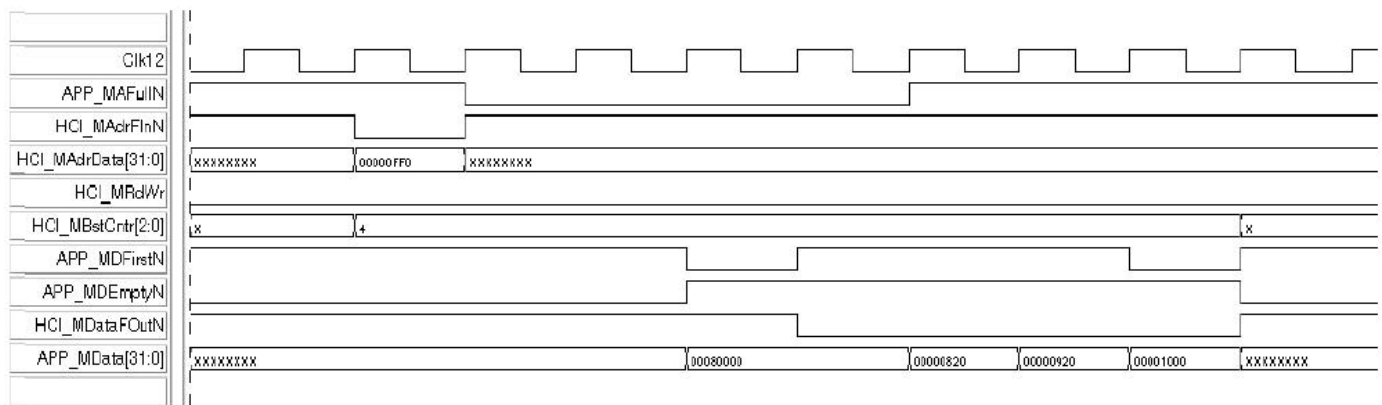 Clk12
APP_MAFullN
HCI_MAdrFInN
HCI_MAdrData[31:0] xxxxxxxx 00000FF0 xxxxxxxx
HCI_MRdWr
HCI_MBstCntr[2:0] x 4 x
APP_MDFirstN
APP_MDEmptyN
HCI_MDataFOutN
APP_MData[31:0] xxxxxxxx 00080000 00000820 00000920 00001000 xxxxxxxx